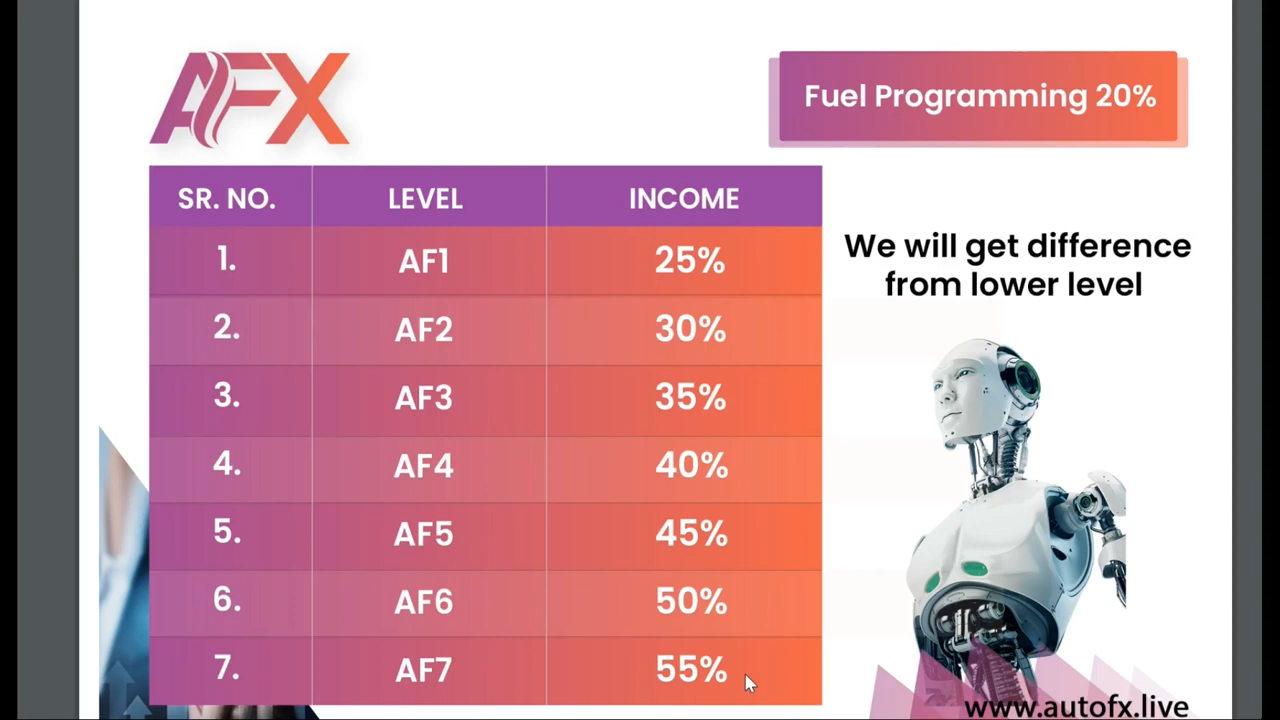 AFX
Fuel Programming 20%
SR. NO. LEVEL INCOME
1. AF1 25%
2. AF2 30%
3. AF3 35%
4. AF4 40%
5. AF5 45%
6. AF6 50%
7. AF7 55%
We will get difference
from lower level
www.autofx.live